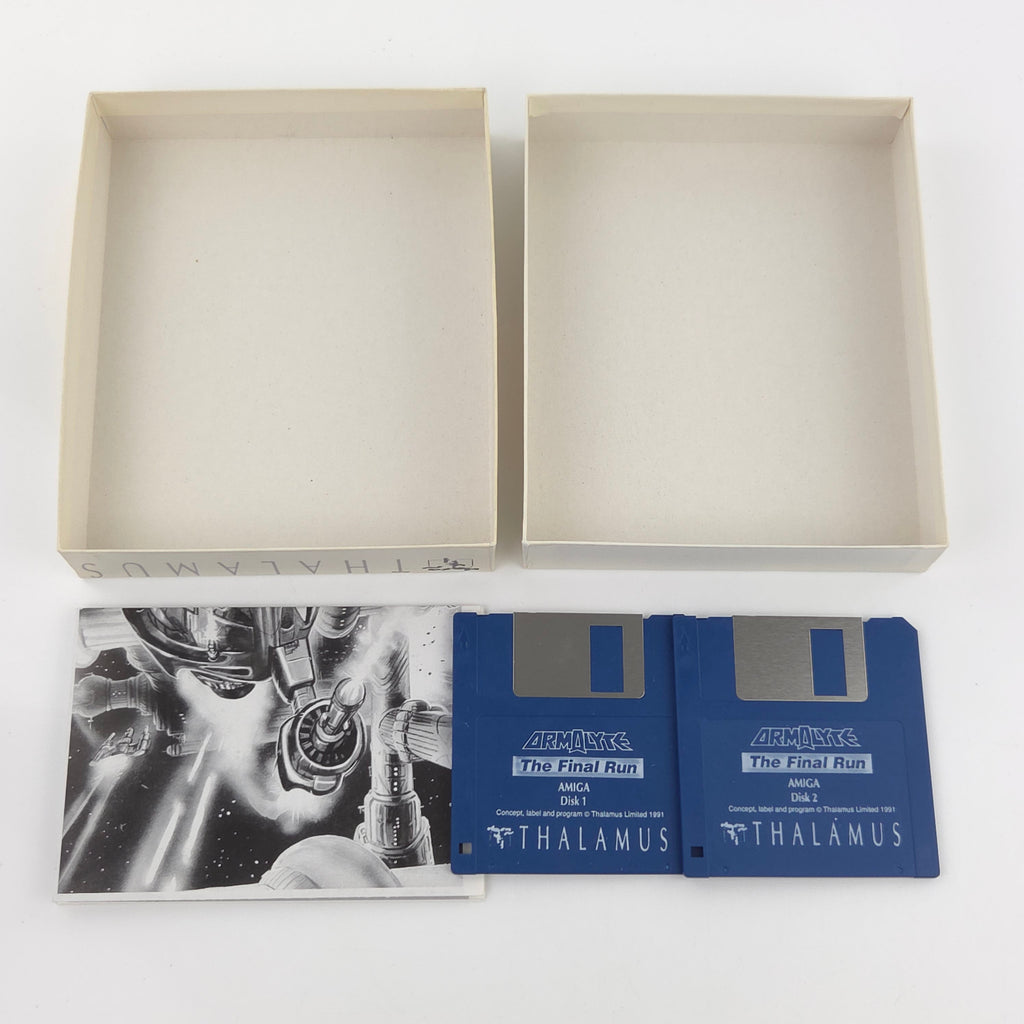 THALAMUS
ARMALYTE
The Final Run
AMIGA
Disk 1
Concept, label and program © Thalamus Limited 1991
THALAMUS
ARMALYTE
The Final Run
AMIGA
Disk 2
Concept, label and program © Thalamus Limited 1991
THALAMUS